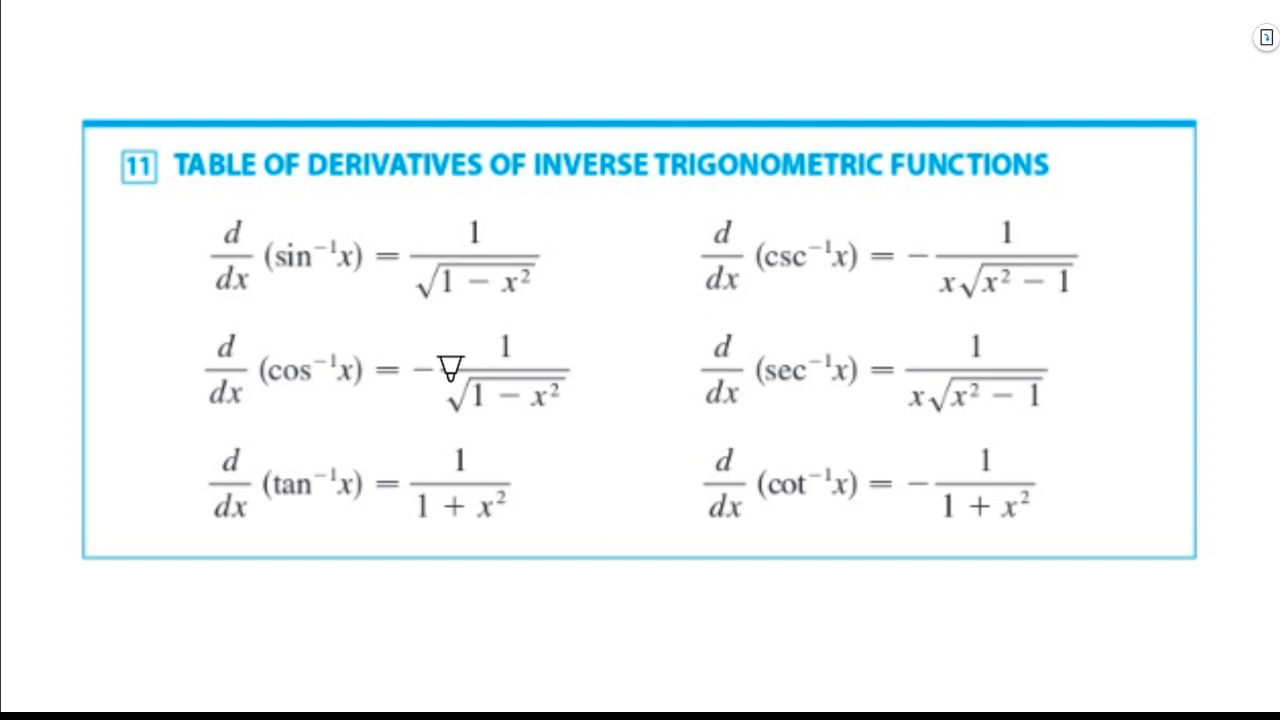 11 TABLE OF DERIVATIVES OF INVERSE TRIGONOMETRIC FUNCTIONS
d/dx (sin⁻¹x) = 1/√(1 − x²)
d/dx (csc⁻¹x) = − 1/(x√(x² − 1))
d/dx (cos⁻¹x) = − 1/√(1 − x²)
d/dx (sec⁻¹x) = 1/(x√(x² − 1))
d/dx (tan⁻¹x) = 1/(1 + x²)
d/dx (cot⁻¹x) = − 1/(1 + x²)